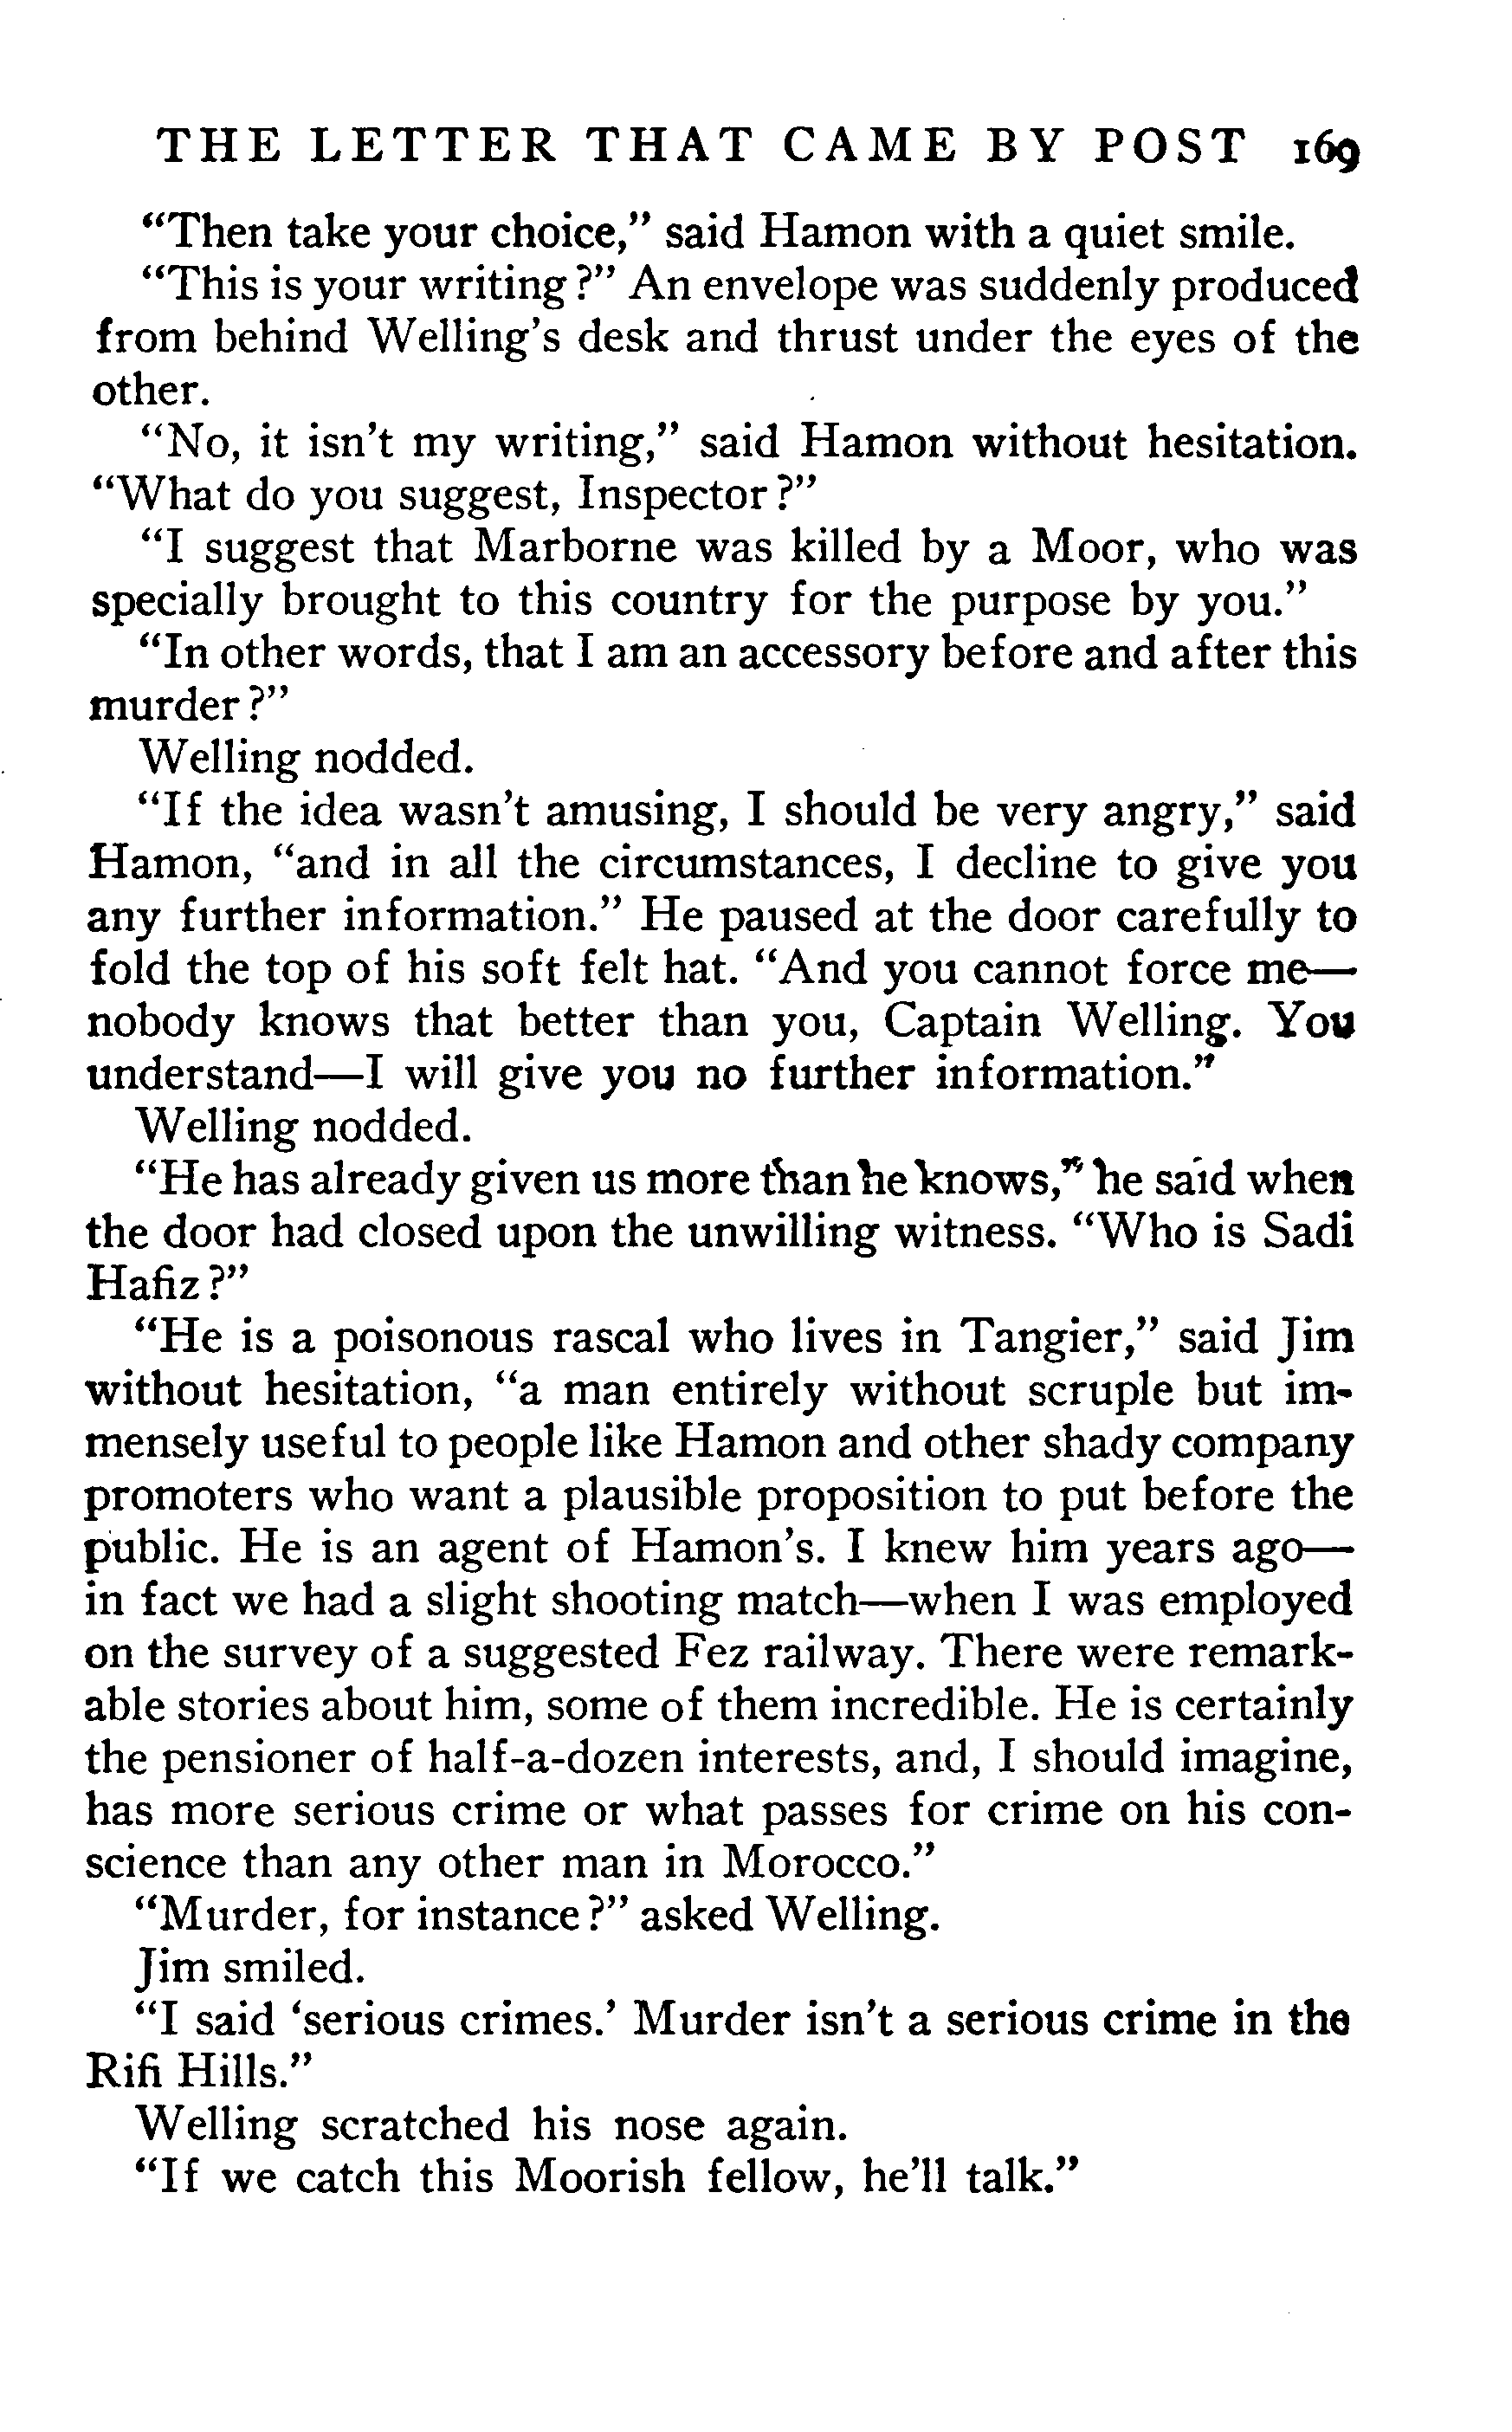 THE LETTER THAT CAME BY POST 169
“Then take your choice,” said Hamon with a quiet smile.
“This is your writing?” An envelope was suddenly produced
from behind Welling's desk and thrust under the eyes of the
other.
“No, it isn't my writing,” said Hamon without hesitation.
“What do you suggest, Inspector?”
“I suggest that Marborne was killed by a Moor, who was
specially brought to this country for the purpose by you.”
“In other words, that I am an accessory before and after this
murder?”
Welling nodded.
“If the idea wasn't amusing, I should be very angry,” said
Hamon, “and in all the circumstances, I decline to give you
any further information.” He paused at the door carefully to
fold the top of his soft felt hat. “And you cannot force me—
nobody knows that better than you, Captain Welling. You
understand—I will give you no further information.”
Welling nodded.
“He has already given us more than he knows,” he said when
the door had closed upon the unwilling witness. “Who is Sadi
Hafiz?”
“He is a poisonous rascal who lives in Tangier,” said Jim
without hesitation, “a man entirely without scruple but im-
mensely useful to people like Hamon and other shady company
promoters who want a plausible proposition to put before the
public. He is an agent of Hamon's. I knew him years ago—
in fact we had a slight shooting match—when I was employed
on the survey of a suggested Fez railway. There were remark-
able stories about him, some of them incredible. He is certainly
the pensioner of half-a-dozen interests, and, I should imagine,
has more serious crime or what passes for crime on his con-
science than any other man in Morocco.”
“Murder, for instance?” asked Welling.
Jim smiled.
“I said ‘serious crimes.’ Murder isn't a serious crime in the
Rifi Hills.”
Welling scratched his nose again.
“If we catch this Moorish fellow, he'll talk.”